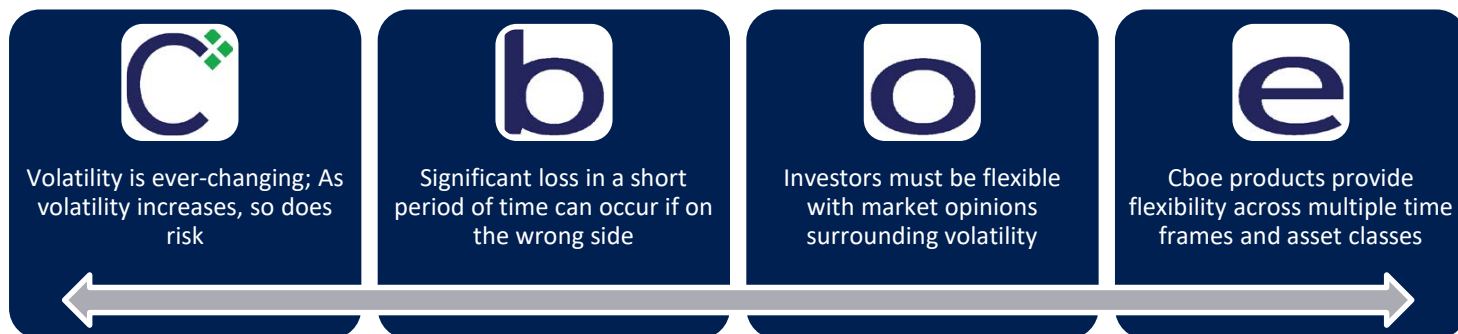 C
Volatility is ever-changing; As
volatility increases, so does
risk
b
Significant loss in a short
period of time can occur if on
the wrong side
o
Investors must be flexible
with market opinions
surrounding volatility
e
Cboe products provide
flexibility across multiple time
frames and asset classes